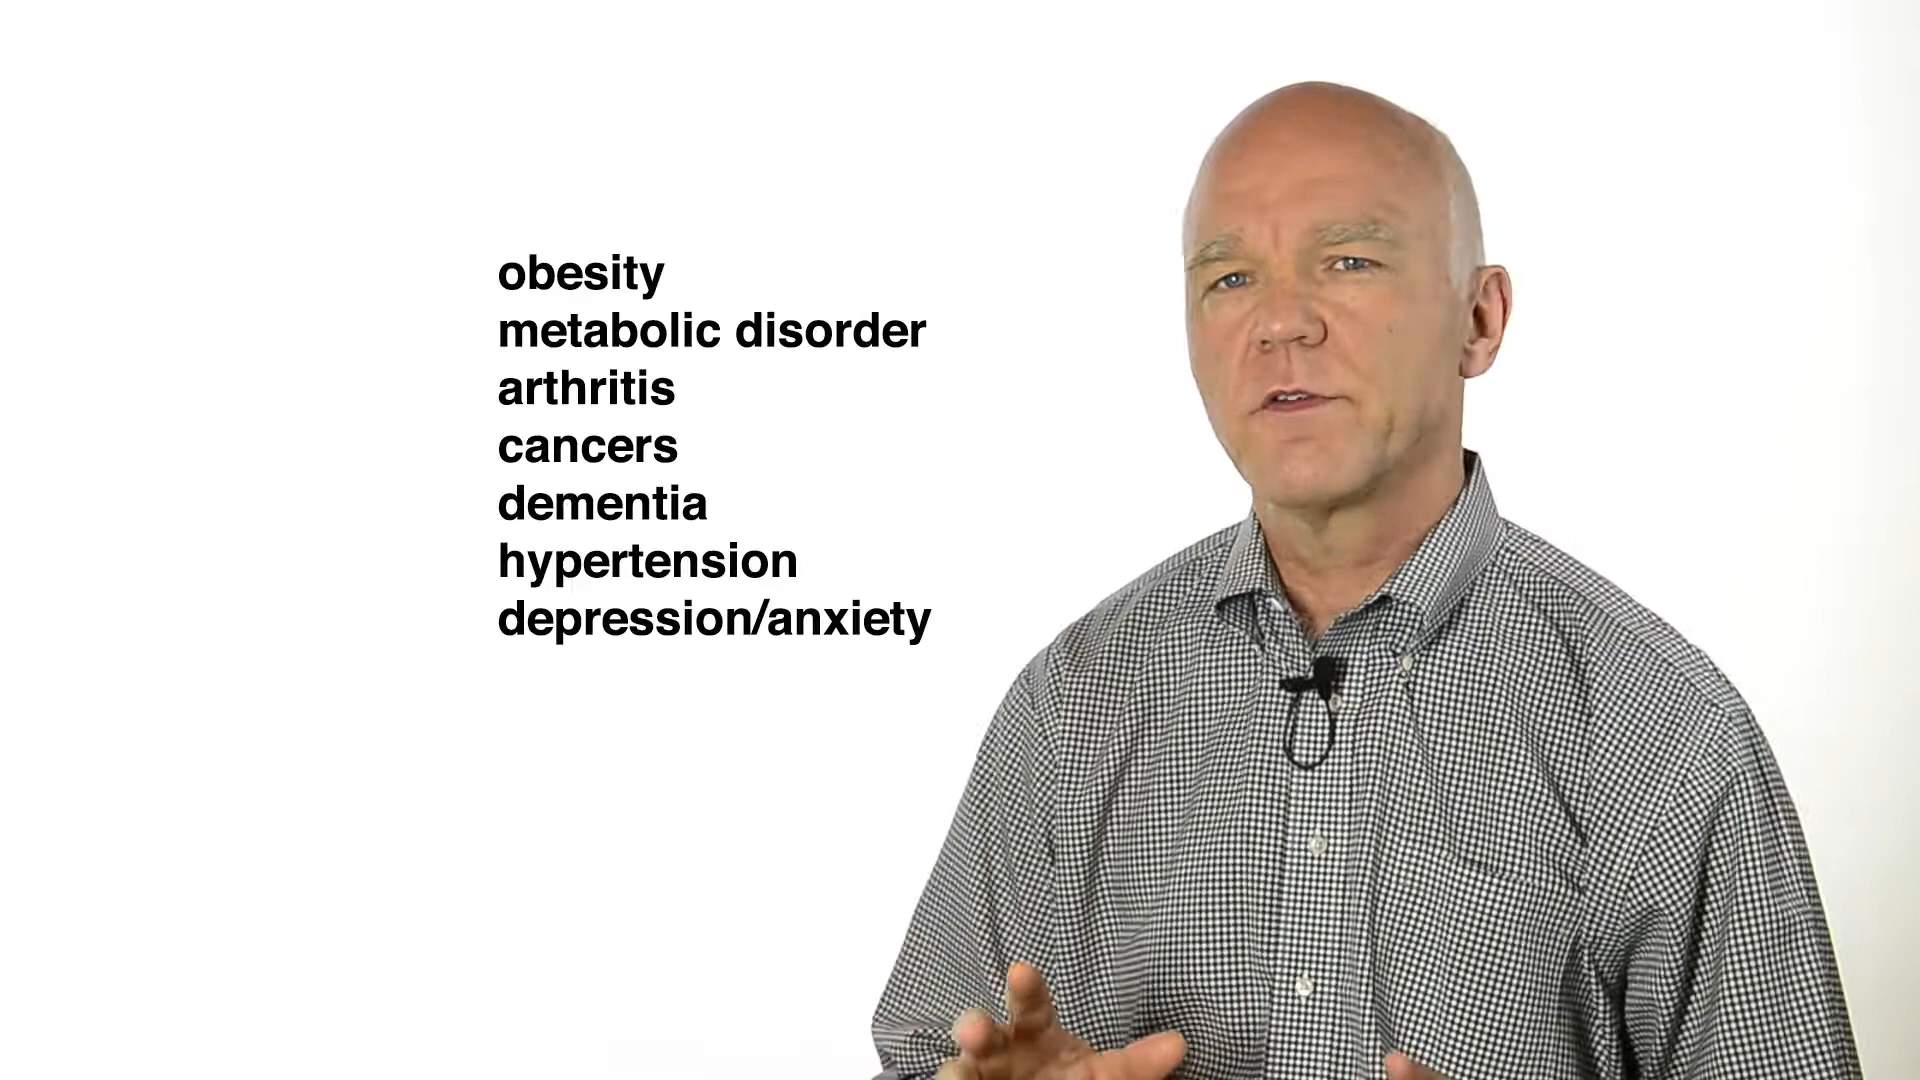 obesity
metabolic disorder
arthritis
cancers
dementia
hypertension
depression/anxiety